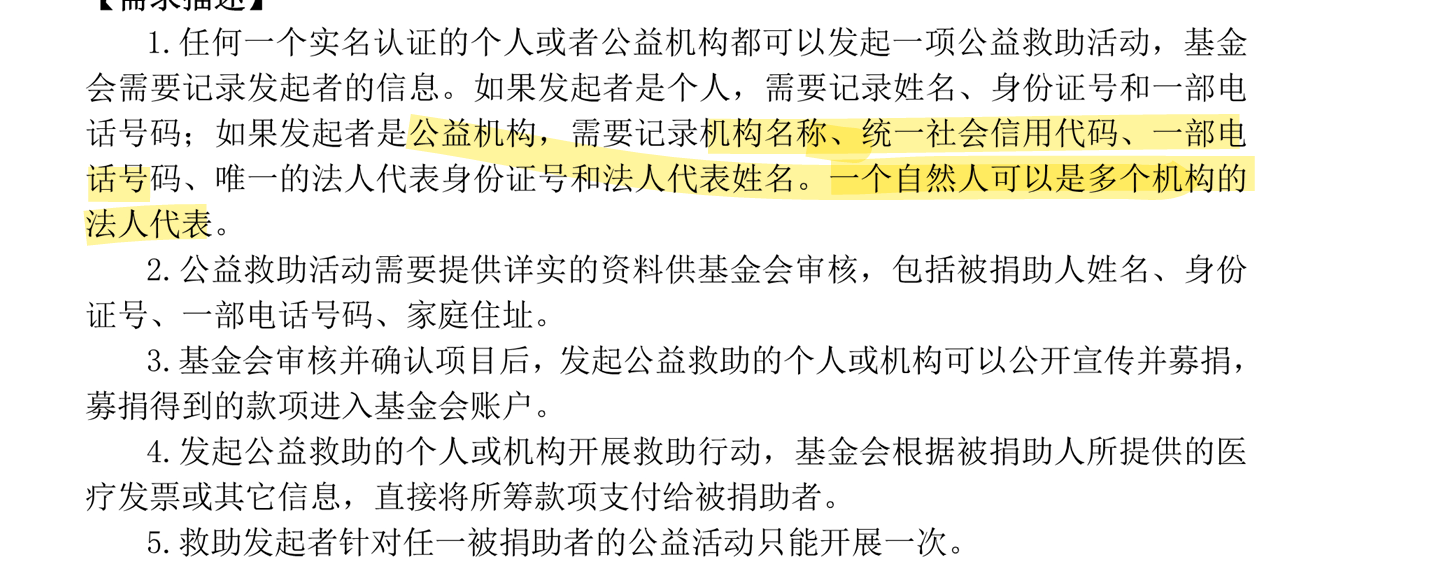 【需求描述】
1.任何一个实名认证的个人或者公益机构都可以发起一项公益救助活动，基金
会需要记录发起者的信息。如果发起者是个人，需要记录姓名、身份证号和一部电
话号码；如果发起者是公益机构，需要记录机构名称、统一社会信用代码、一部电
话号码、唯一的法人代表身份证号和法人代表姓名。一个自然人可以是多个机构的
法人代表。
2.公益救助活动需要提供详实的资料供基金会审核，包括被捐助人姓名、身份
证号、一部电话号码、家庭住址。
3.基金会审核并确认项目后，发起公益救助的个人或机构可以公开宣传并募捐，
募捐得到的款项进入基金会账户。
4.发起公益救助的个人或机构开展救助行动，基金会根据被捐助人所提供的医
疗发票或其它信息，直接将所筹款项支付给被捐助者。
5.救助发起者针对任一被捐助者的公益活动只能开展一次。